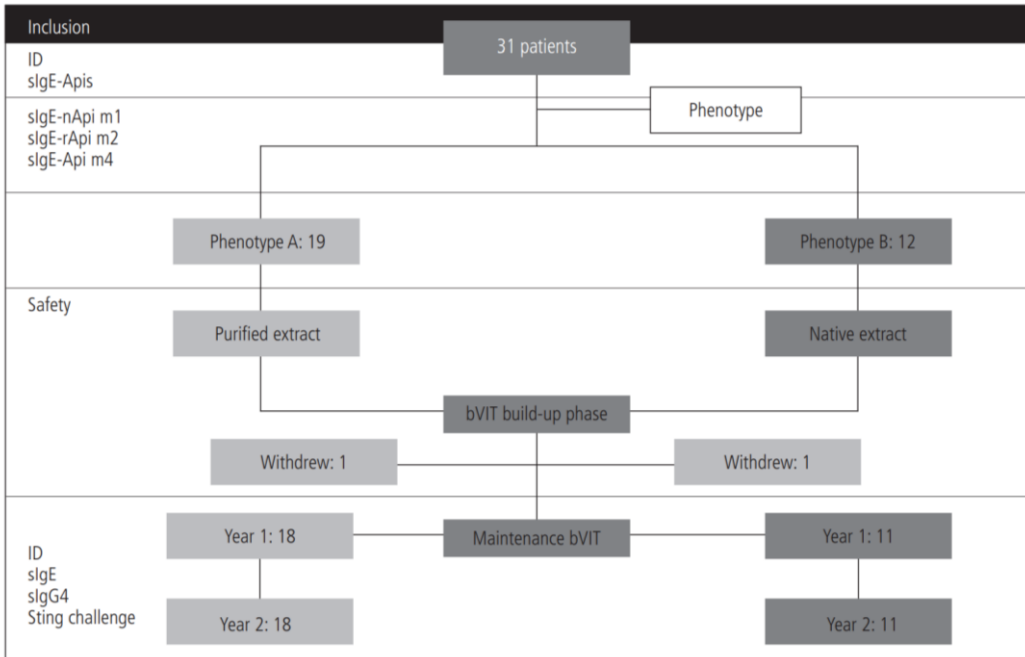 Inclusion
31 patients
ID
sIgE-Apis
Phenotype
sIgE-nApi m1
sIgE-rApi m2
sIgE-Api m4
Phenotype A: 19
Phenotype B: 12
Safety
Purified extract
Native extract
bVIT build-up phase
Withdrew: 1
Withdrew: 1
Year 1: 18
Maintenance bVIT
Year 1: 11
ID
sIgE
sIgG4
Sting challenge
Year 2: 18
Year 2: 11